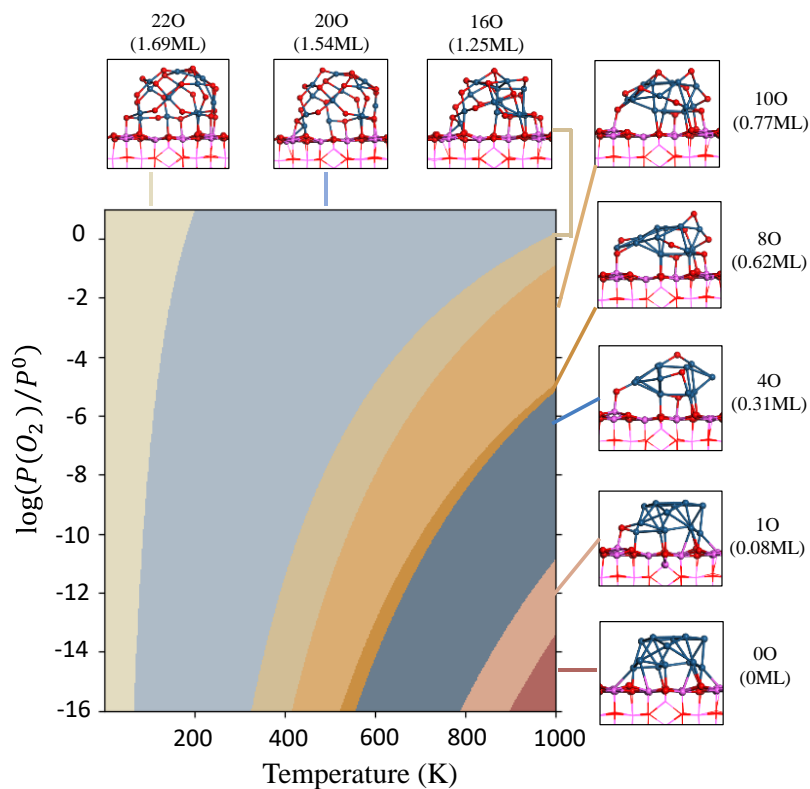 22O
(1.69ML)
20O
(1.54ML)
16O
(1.25ML)
10O
(0.77ML)
8O
(0.62ML)
4O
(0.31ML)
1O
(0.08ML)
0O
(0ML)
log(P(O₂)/P⁰)
0
-2
-4
-6
-8
-10
-12
-14
-16
200
400
600
800
1000
Temperature (K)